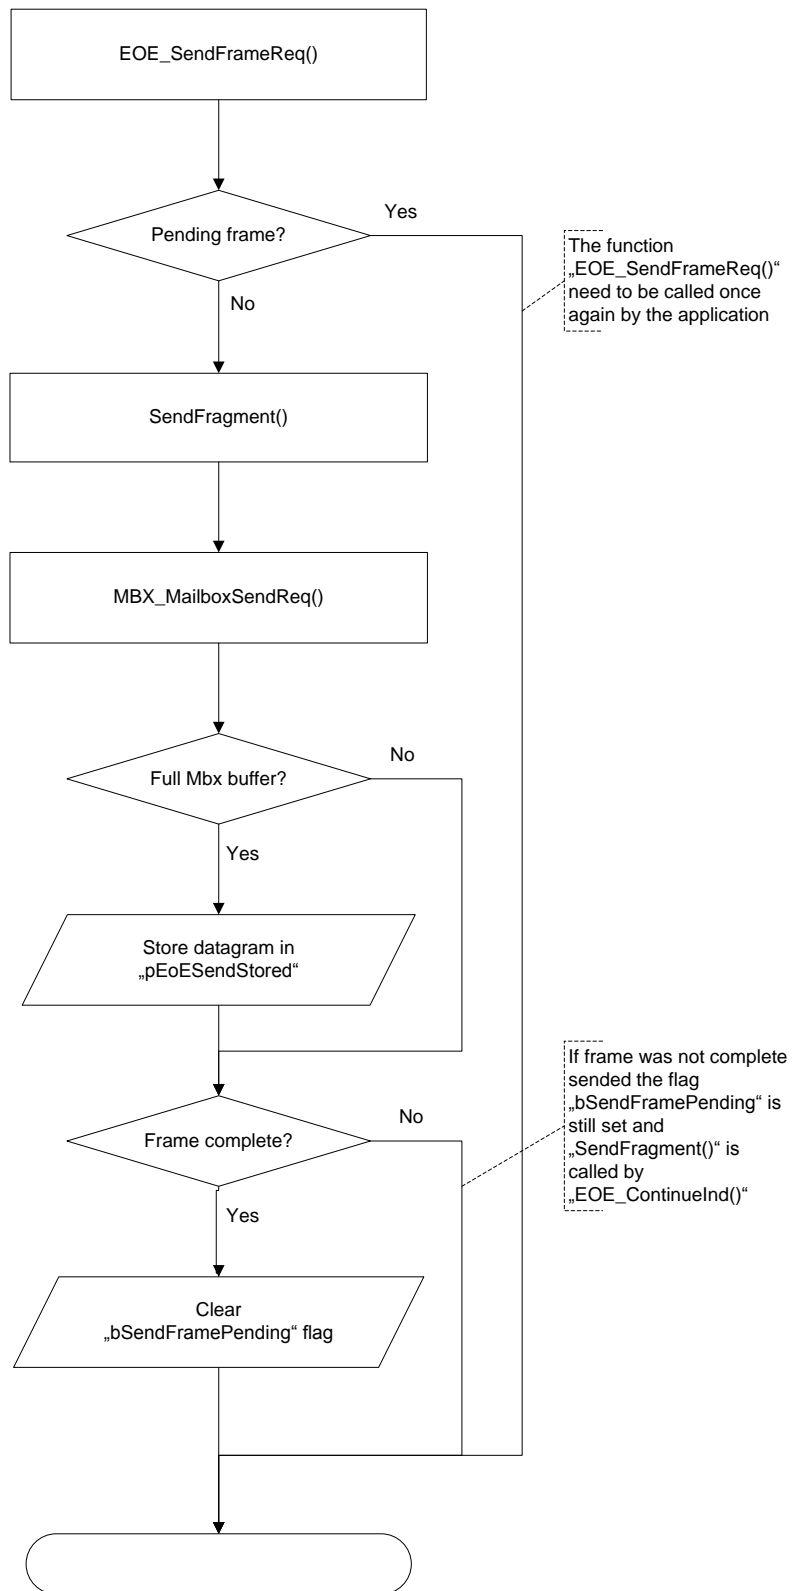 EOE_SendFrameReq()
Pending frame?
Yes
The function
„EOE_SendFrameReq()“
need to be called once
again by the application
No
SendFragment()
MBX_MailboxSendReq()
Full Mbx buffer?
No
Yes
Store datagram in
„pEoESendStored“
If frame was not complete
sended the flag
„bSendFramePending“ is
still set and
„SendFragment()“ is
called by
„EOE_ContinueInd()“
Frame complete?
No
Yes
Clear
„bSendFramePending“ flag